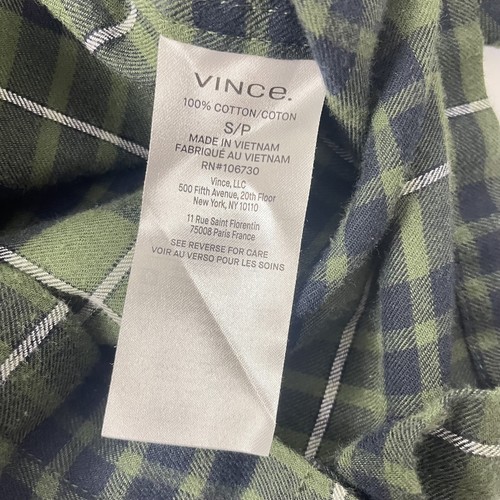 VINCE.
100% COTTON/COTON
S/P
MADE IN VIETNAM
FABRIQUÉ AU VIETNAM
RN#106730
Vince, LLC
500 Fifth Avenue, 20th Floor
New York, NY 10110
11 Rue Saint Florentin
75008 Paris France
SEE REVERSE FOR CARE
VOIR AU VERSO POUR LES SOINS